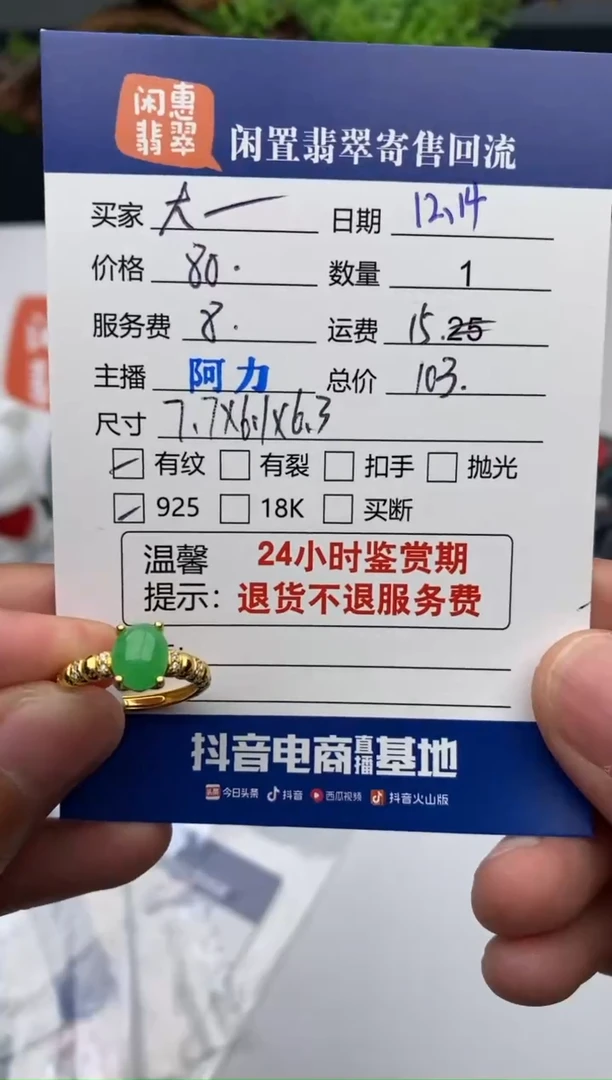 闲惠
翡翠
闲置翡翠寄售回流
买家 大一 日期 12.14
价格 80. 数量 1
服务费 8. 运费 15.25
主播 阿力 总价 103.
尺寸 7.7X6.1X6.3
有纹 有裂 扣手 抛光
925 18K 买断
温馨 24小时鉴赏期
提示: 退货不退服务费
抖音电商直播基地
今日头条 抖音 西瓜视频 抖音火山版